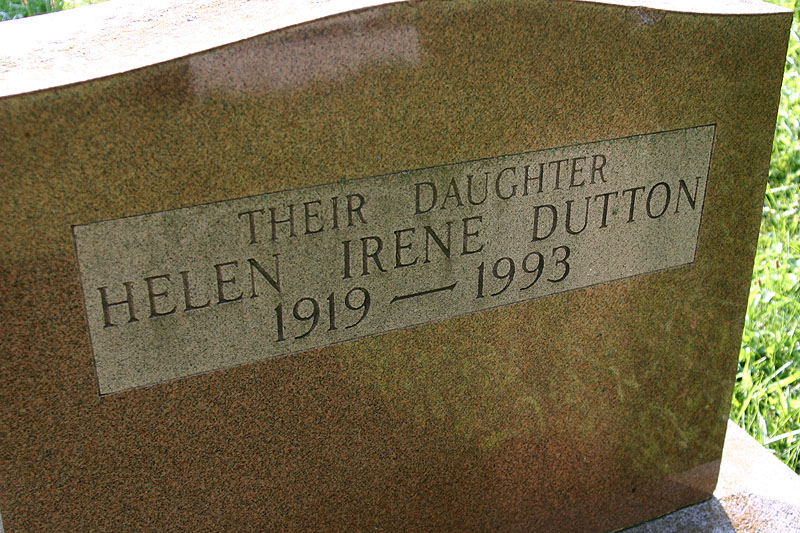 THEIR DAUGHTER
HELEN IRENE DUTTON
1919 — 1993